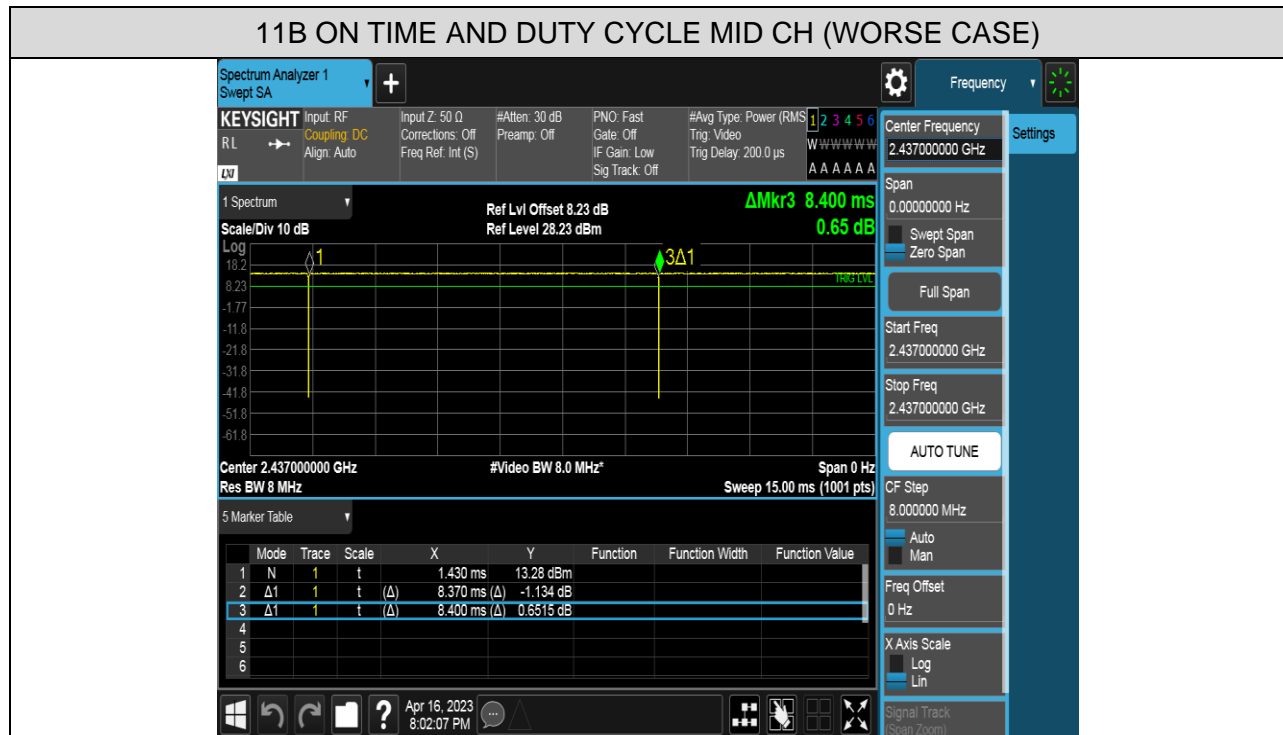 11B ON TIME AND DUTY CYCLE MID CH (WORSE CASE)
Spectrum Analyzer 1
Swept SA
+
Frequency
KEYSIGHT
RL
LXI
Input: RF
Coupling: DC
Align: Auto
Input Z: 50 Ω
Corrections: Off
Freq Ref: Int (S)
#Atten: 30 dB
Preamp: Off
PNO: Fast
Gate: Off
IF Gain: Low
Sig Track: Off
#Avg Type: Power (RMS
Trig: Video
Trig Delay: 200.0 µs
1 2 3 4 5 6
W W W W W W
A A A A A A
1 Spectrum
Scale/Div 10 dB
Ref Lvl Offset 8.23 dB
Ref Level 28.23 dBm
ΔMkr3 8.400 ms
0.65 dB
Log
1
3Δ1
18.2
TRIG LVL
8.23
-1.77
-11.8
-21.8
-31.8
-41.8
-51.8
-61.8
Center 2.437000000 GHz
#Video BW 8.0 MHz*
Span 0 Hz
Res BW 8 MHz
Sweep 15.00 ms (1001 pts)
5 Marker Table
Mode Trace Scale X Y Function Function Width Function Value
1 N 1 t 1.430 ms 13.28 dBm
2 Δ1 1 t (Δ) 8.370 ms (Δ) -1.134 dB
3 Δ1 1 t (Δ) 8.400 ms (Δ) 0.6515 dB
4
5
6
?
Apr 16, 2023
8:02:07 PM
Center Frequency
2.437000000 GHz
Settings
Span
0.00000000 Hz
Swept Span
Zero Span
Full Span
Start Freq
2.437000000 GHz
Stop Freq
2.437000000 GHz
AUTO TUNE
CF Step
8.000000 MHz
Auto
Man
Freq Offset
0 Hz
X Axis Scale
Log
Lin
Signal Track
(Span Zoom)